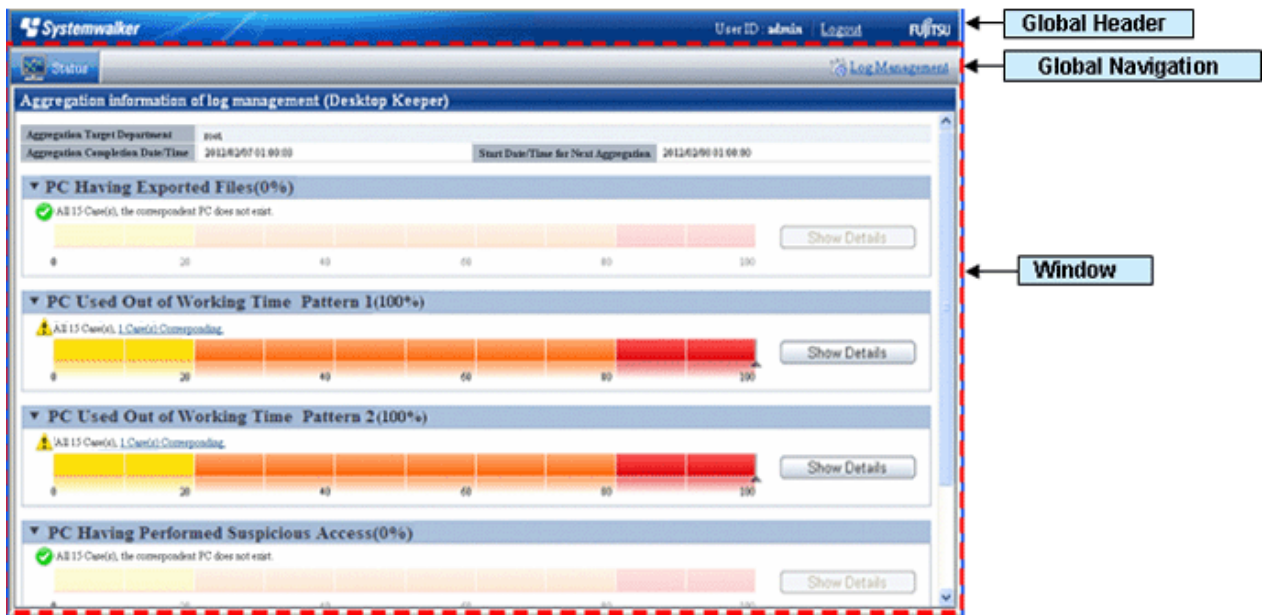 Systemwalker User ID : admin Logout FUJITSU Global Header
Status Log Management Global Navigation
Aggregation information of log management (Desktop Keeper)
Aggregation Target Department root
Aggregation Completion Date/Time 2012/02/07 01:00:00 Start Date/Time for Next Aggregation 2012/02/08 01:00:00
▼ PC Having Exported Files(0%)
All 15 Case(s), the correspondent PC does not exist.
Show Details
0 20 40 60 80 100
Window
▼ PC Used Out of Working Time Pattern 1(100%)
All 15 Case(s), 1 Case(s) Corresponding.
Show Details
0 20 40 60 80 100
▼ PC Used Out of Working Time Pattern 2(100%)
All 15 Case(s), 1 Case(s) Corresponding.
Show Details
0 20 40 60 80 100
▼ PC Having Performed Suspicious Access(0%)
All 15 Case(s), the correspondent PC does not exist.
Show Details
0 20 40 60 80 100